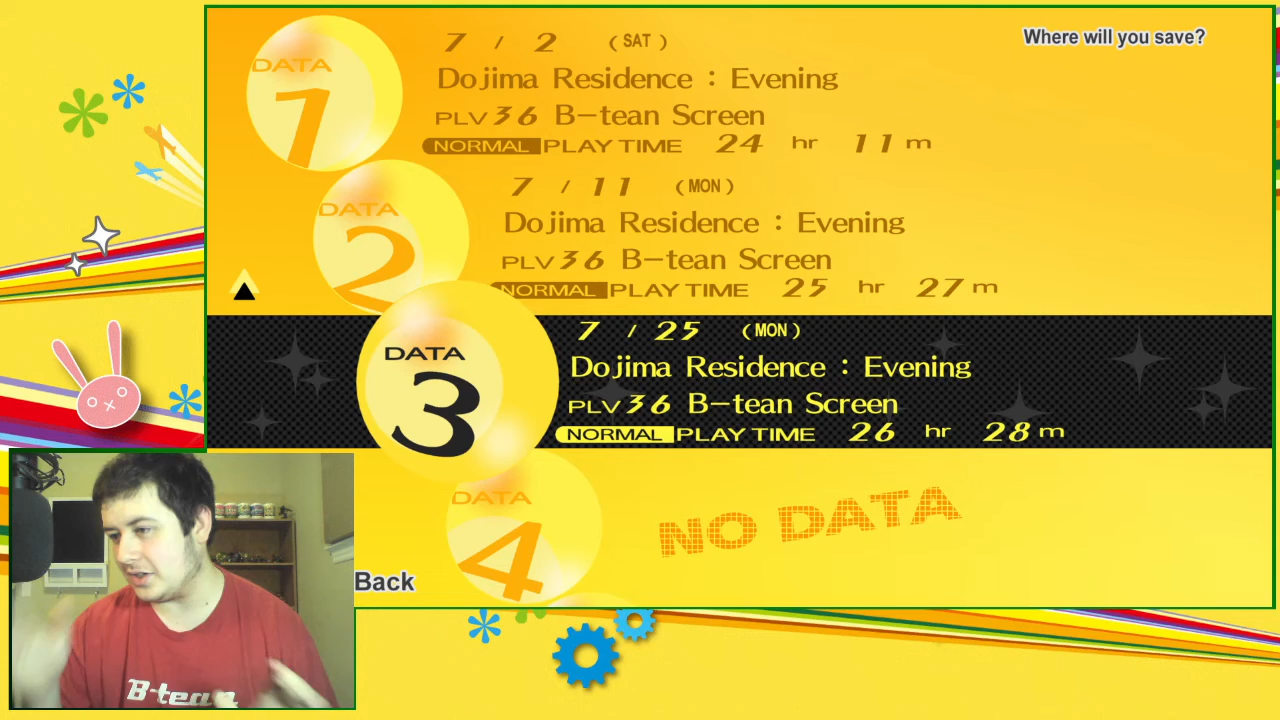 Where will you save?
DATA
1
7 / 2 (SAT)
Dojima Residence : Evening
PLV 36 B-tean Screen
NORMAL PLAY TIME 24 hr 11 m
DATA
2
7 / 11 (MON)
Dojima Residence : Evening
PLV 36 B-tean Screen
NORMAL PLAY TIME 25 hr 27 m
DATA
3
7 / 25 (MON)
Dojima Residence : Evening
PLV 36 B-tean Screen
NORMAL PLAY TIME 26 hr 28 m
DATA
4
NO DATA
Back
B-tean